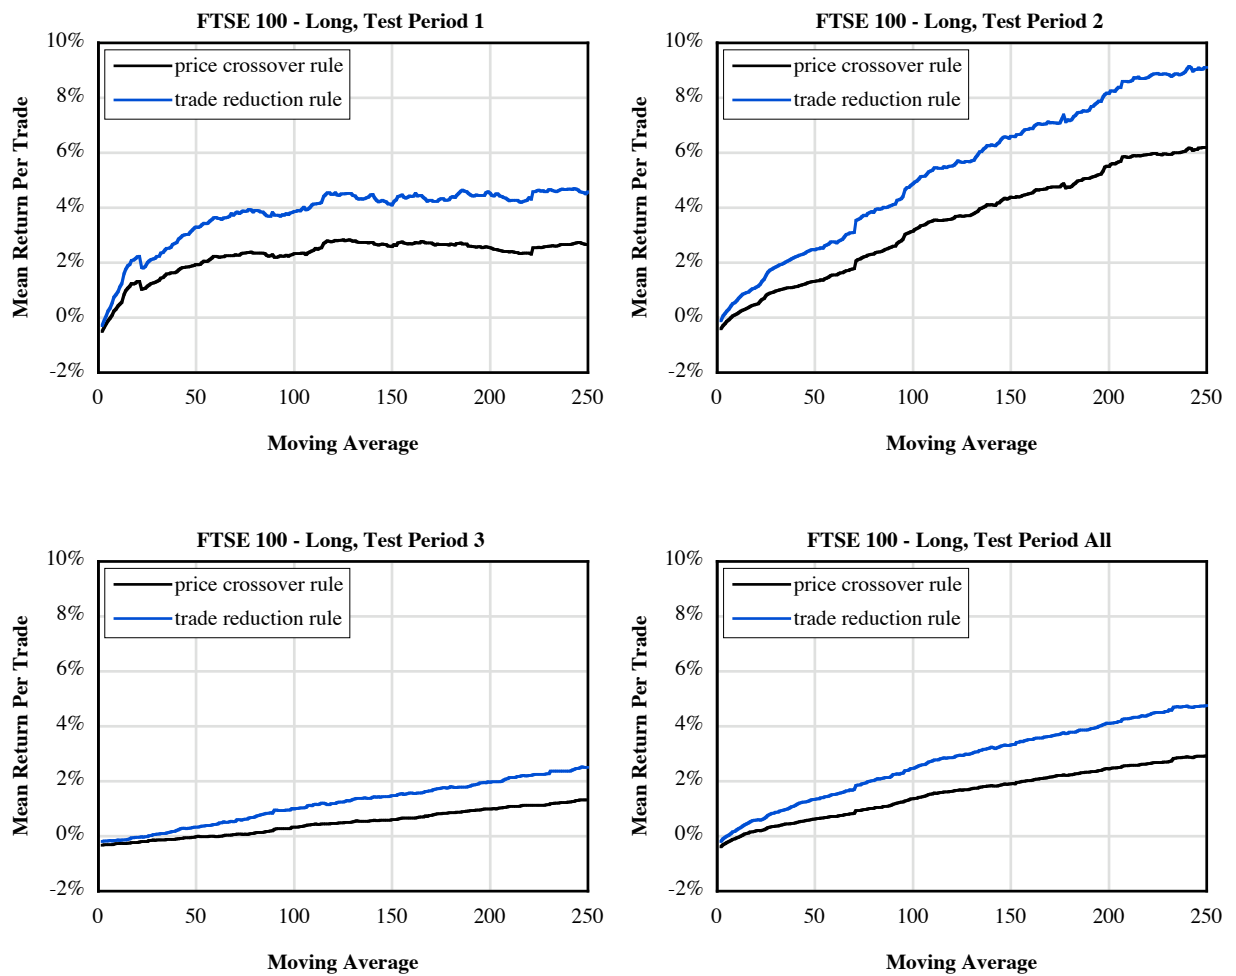 FTSE 100 - Long, Test Period 1
10%
8%
6%
4%
2%
0%
-2%
Mean Return Per Trade
price crossover rule
trade reduction rule
0 50 100 150 200 250
Moving Average
FTSE 100 - Long, Test Period 2
10%
8%
6%
4%
2%
0%
-2%
Mean Return Per Trade
price crossover rule
trade reduction rule
0 50 100 150 200 250
Moving Average
FTSE 100 - Long, Test Period 3
10%
8%
6%
4%
2%
0%
-2%
Mean Return Per Trade
price crossover rule
trade reduction rule
0 50 100 150 200 250
Moving Average
FTSE 100 - Long, Test Period All
10%
8%
6%
4%
2%
0%
-2%
Mean Return Per Trade
price crossover rule
trade reduction rule
0 50 100 150 200 250
Moving Average